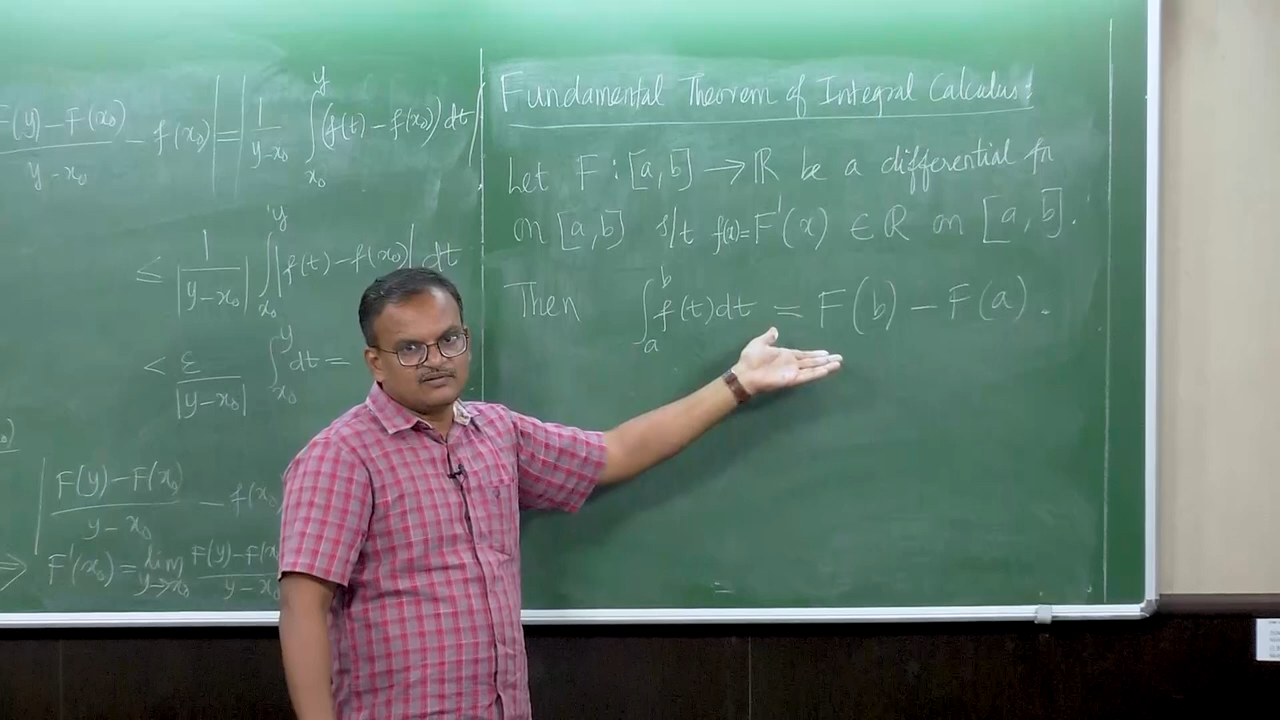 F(y) – F(x₀) / y – x₀ – f(x₀) | = | 1 / y–x₀ ∫_{x₀}^{y} (f(t) – f(x₀)) dt |
≤ 1 / |y–x₀| ∫_{x₀}^{y} |f(t) – f(x₀)| dt
< ε / |y–x₀| ∫_{x₀}^{y} dt =
| F(y) – F(x₀) / y – x₀ – f(x₀
⇒ F'(x₀) = lim_{y→x₀} F(y)–F(x / y–x₀
Fundamental Theorem of Integral Calculus:
Let F : [a,b] → ℝ be a differential fn
on [a,b] s/t f(x)=F'(x) ∈ ℛ on [a,b].
Then ∫_{a}^{b} f(t)dt = F(b) – F(a).